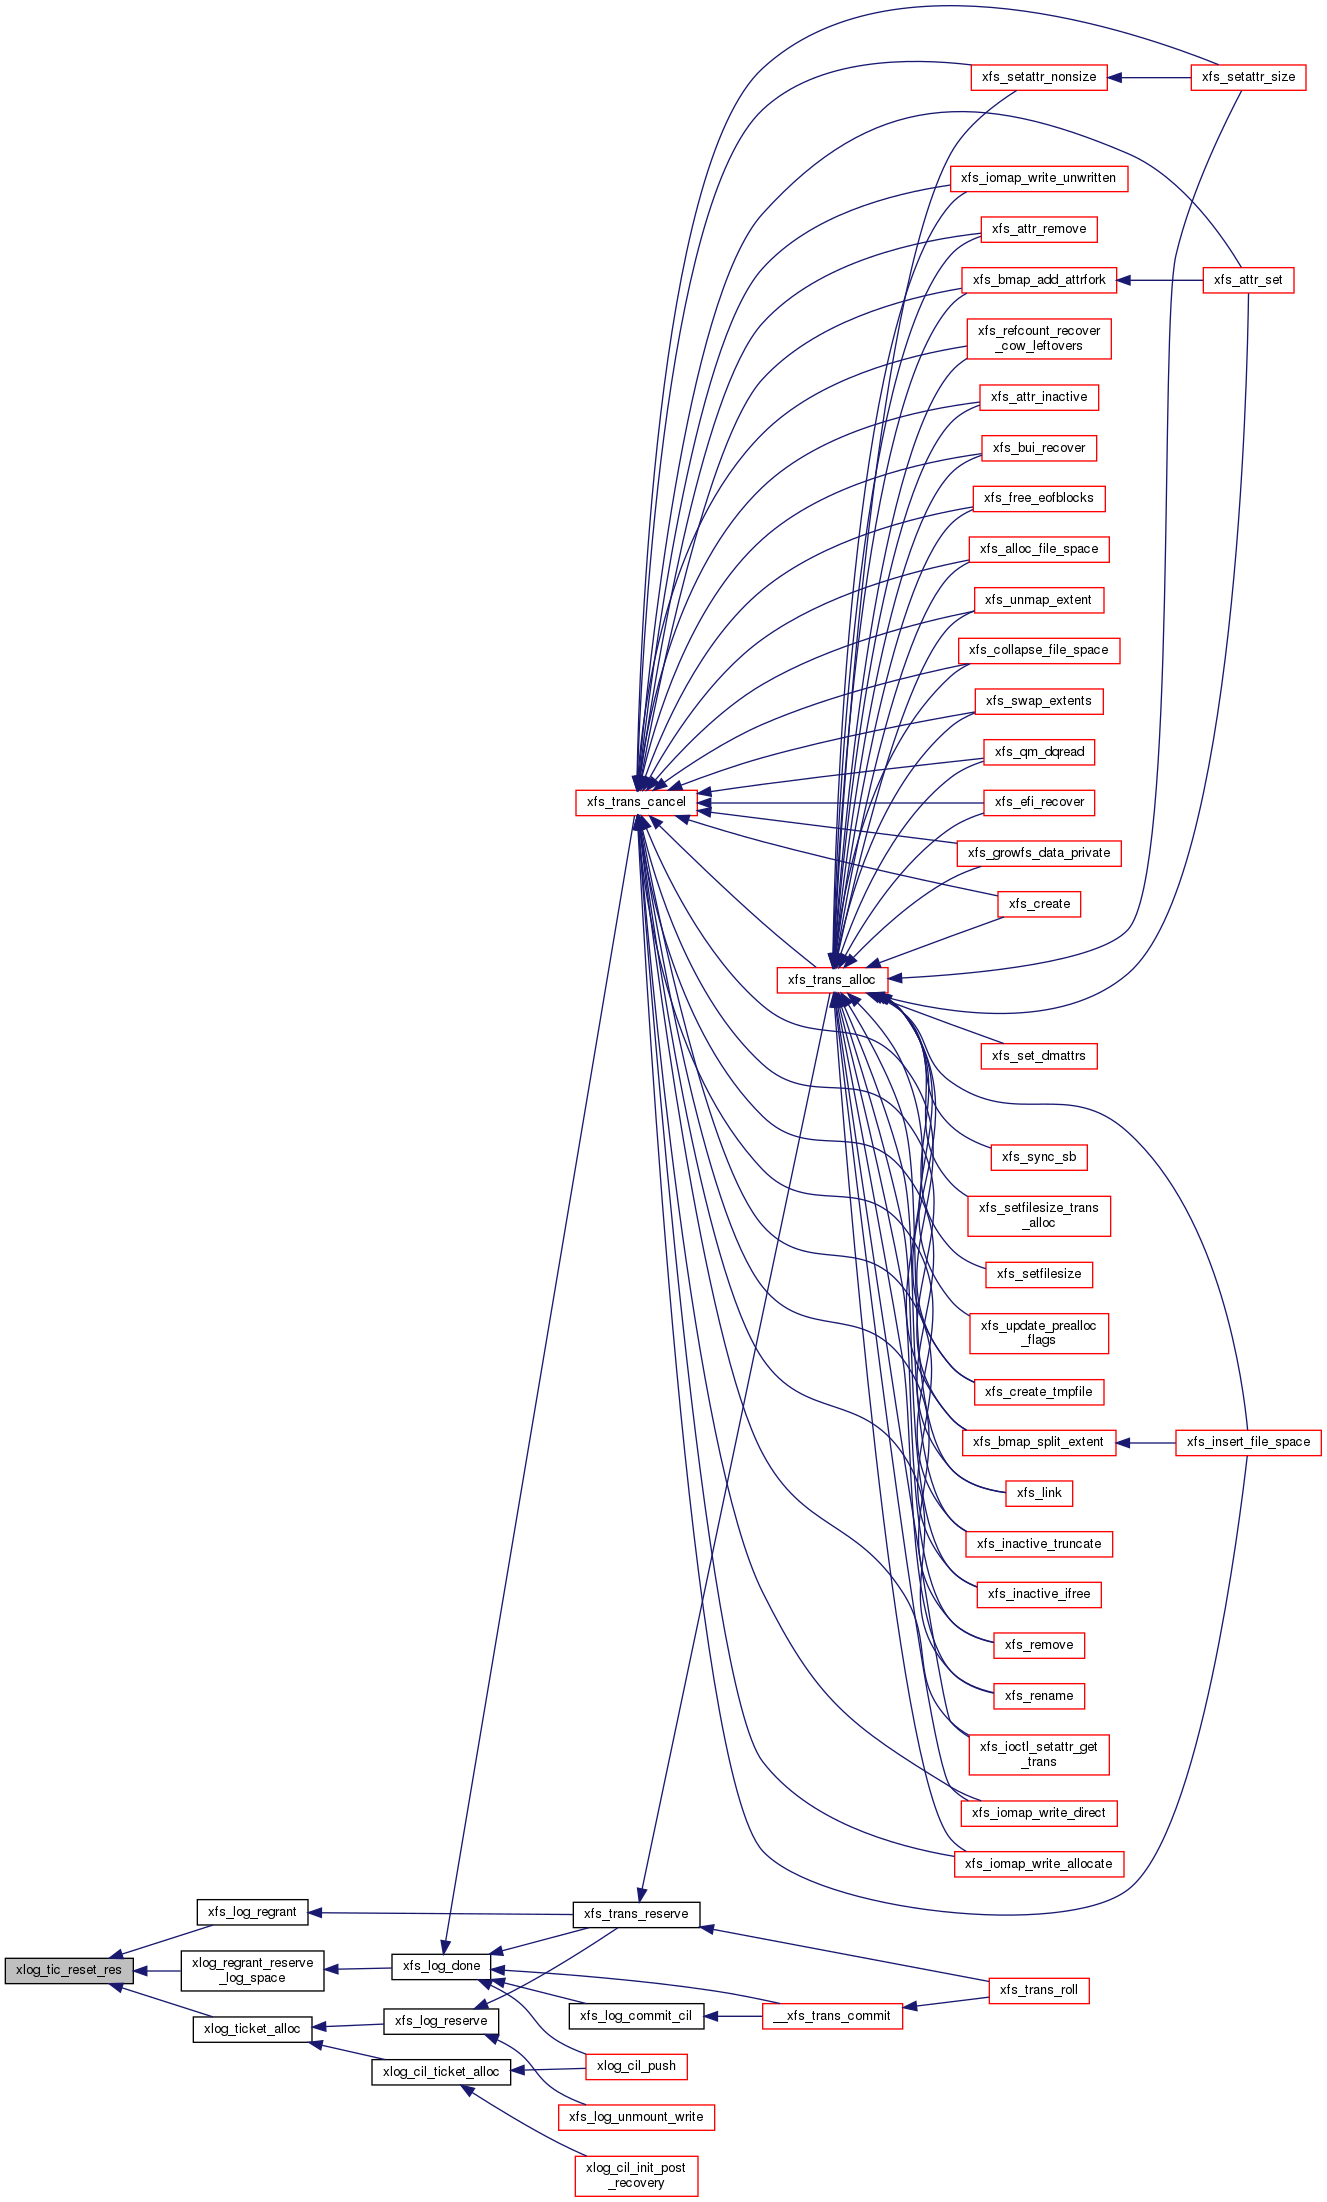 xfs_setattr_nonsize
xfs_setattr_size
xfs_iomap_write_unwritten
xfs_attr_remove
xfs_bmap_add_attrfork
xfs_attr_set
xfs_refcount_recover
_cow_leftovers
xfs_attr_inactive
xfs_bui_recover
xfs_free_eofblocks
xfs_alloc_file_space
xfs_unmap_extent
xfs_collapse_file_space
xfs_swap_extents
xfs_qm_dqread
xfs_trans_cancel
xfs_efi_recover
xfs_growfs_data_private
xfs_create
xfs_trans_alloc
xfs_set_dmattrs
xfs_sync_sb
xfs_setfilesize_trans
_alloc
xfs_setfilesize
xfs_update_prealloc
_flags
xfs_create_tmpfile
xfs_bmap_split_extent
xfs_insert_file_space
xfs_link
xfs_inactive_truncate
xfs_inactive_ifree
xfs_remove
xfs_rename
xfs_ioctl_setattr_get
_trans
xfs_iomap_write_direct
xfs_iomap_write_allocate
xfs_log_regrant
xfs_trans_reserve
xlog_tic_reset_res
xlog_regrant_reserve
_log_space
xfs_log_done
xfs_trans_roll
xlog_ticket_alloc
xfs_log_reserve
xfs_log_commit_cil
__xfs_trans_commit
xlog_cil_ticket_alloc
xlog_cil_push
xfs_log_unmount_write
xlog_cil_init_post
_recovery